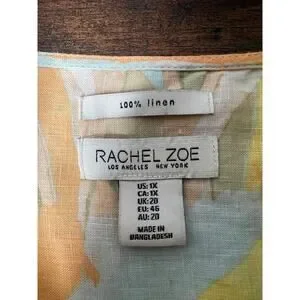 100% linen
RACHEL ZOE
LOS ANGELES NEW YORK
US: 1X
CA: 1X
UK: 20
EU: 46
AU: 20
MADE IN
BANGLADESH